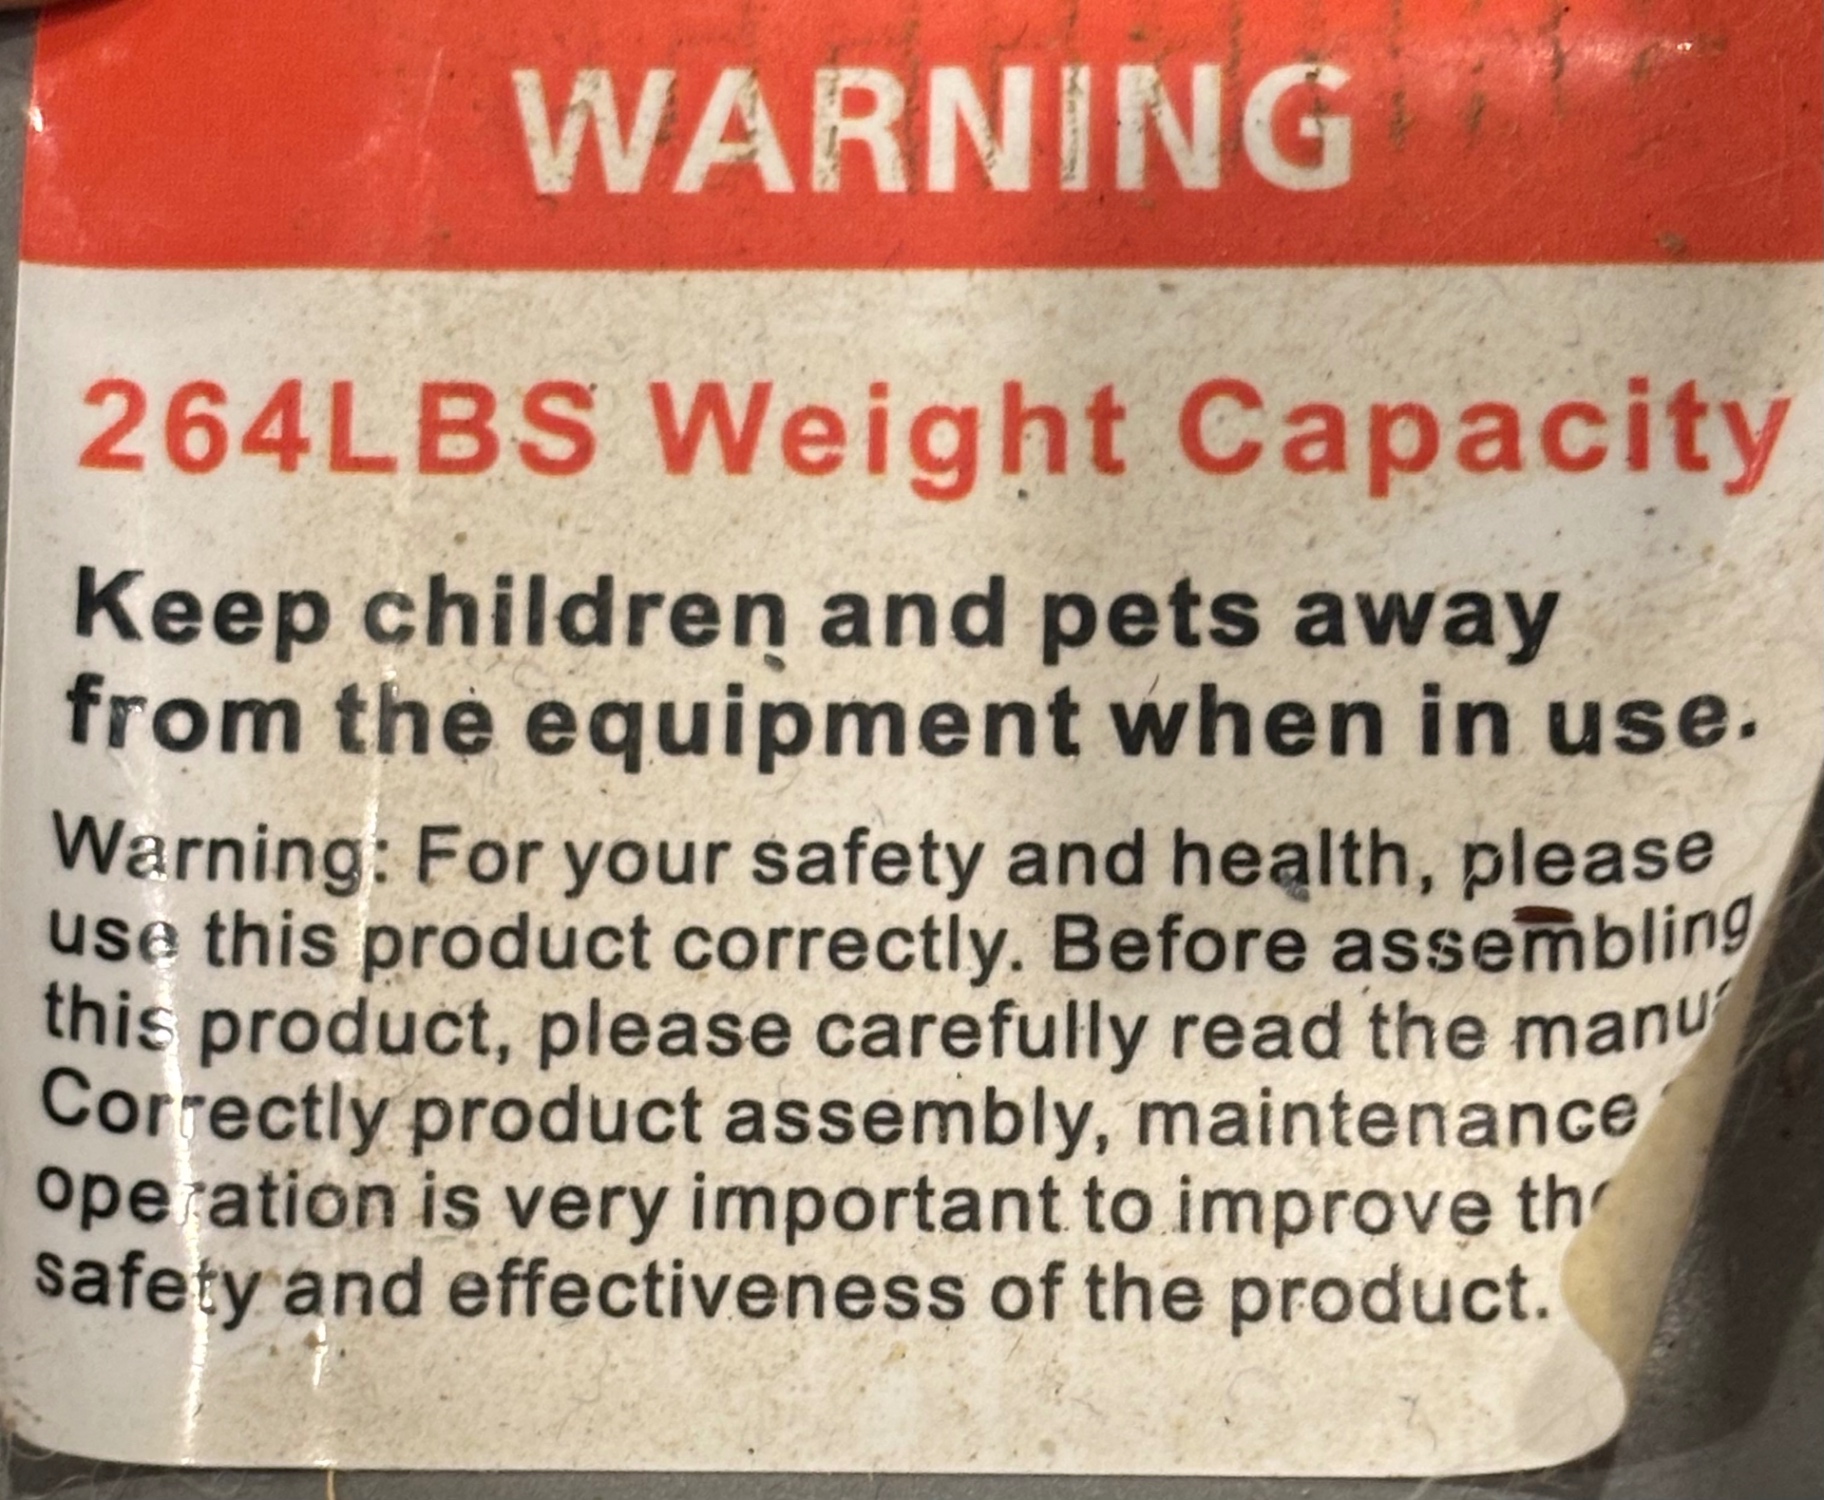 WARNING
264LBS Weight Capacity
Keep children and pets away
from the equipment when in use.
Warning: For your safety and health, please
use this product correctly. Before assembling
this product, please carefully read the
Correctly product assembly, maintenance
operation is very important to improve
safety and effectiveness of the product.